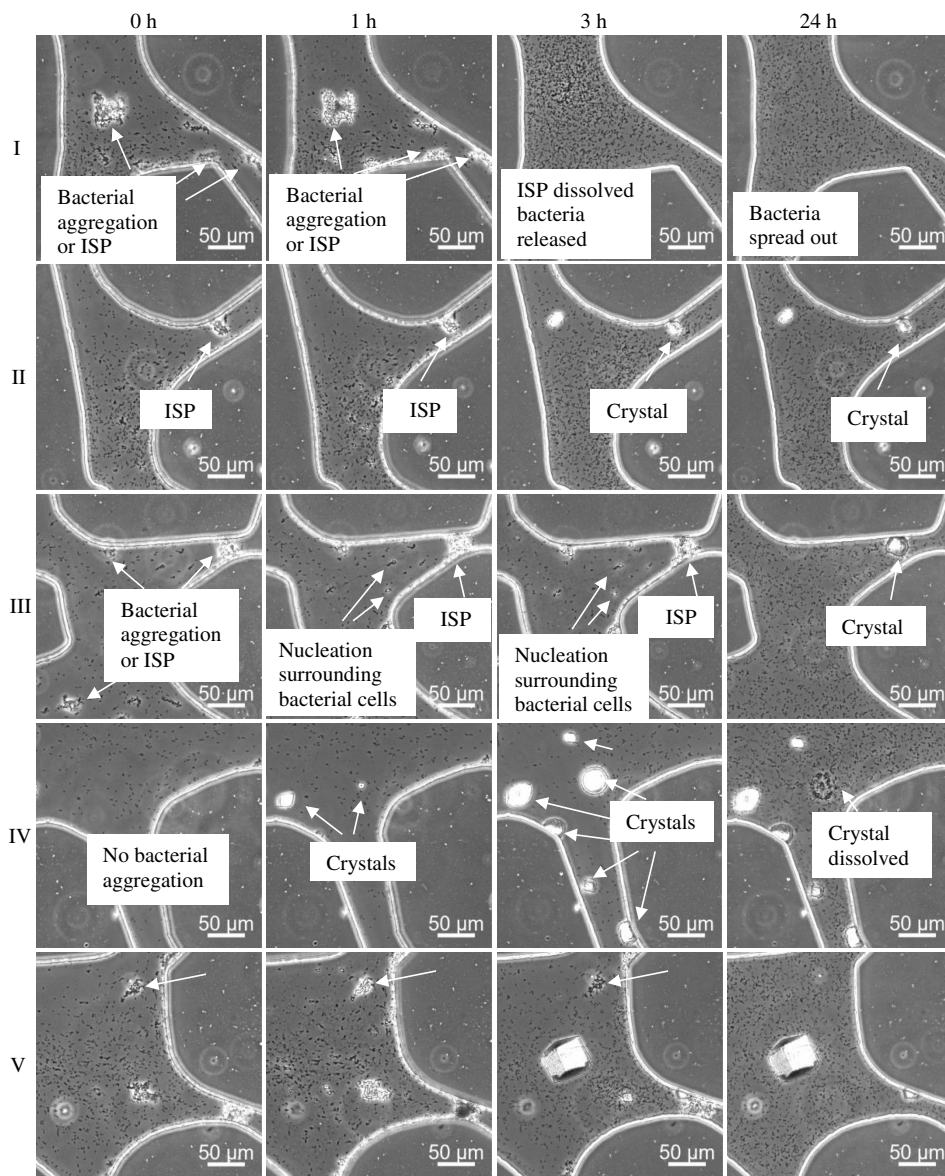 0 h 1 h 3 h 24 h
I
Bacterial
aggregation
or ISP
50 µm
Bacterial
aggregation
or ISP
50 µm
ISP dissolved
bacteria
released
50 µm
Bacteria
spread out
50 µm
II
ISP
50 µm
ISP
50 µm
Crystal
50 µm
Crystal
50 µm
III
Bacterial
aggregation
or ISP
50 µm
ISP
Nucleation
surrounding
bacterial cells
50 µm
ISP
Nucleation
surrounding
bacterial cells
50 µm
Crystal
50 µm
IV
No bacterial
aggregation
50 µm
Crystals
50 µm
Crystals
50 µm
Crystal
dissolved
50 µm
V
50 µm
50 µm
50 µm
50 µm